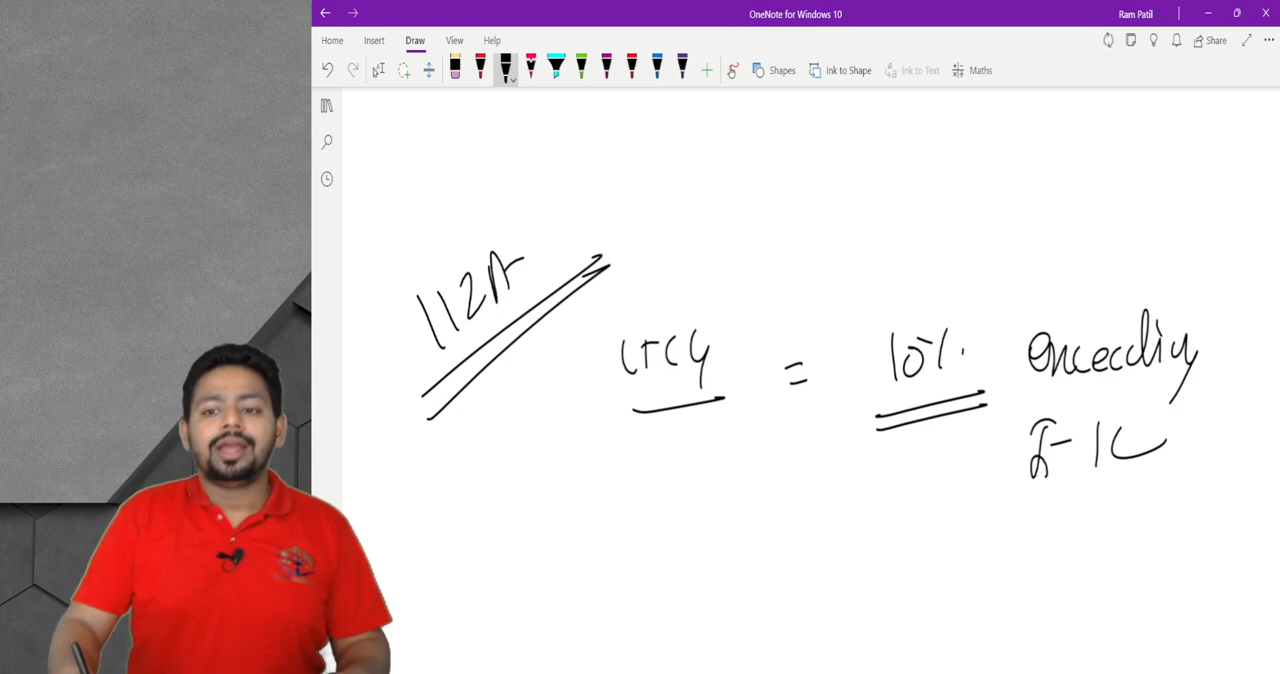 OneNote for Windows 10
Ram Patil
Home Insert Draw View Help
Share
Shapes Ink to Shape Ink to Text Maths
112A
LTCG = 10% exceeding
₹ 1L